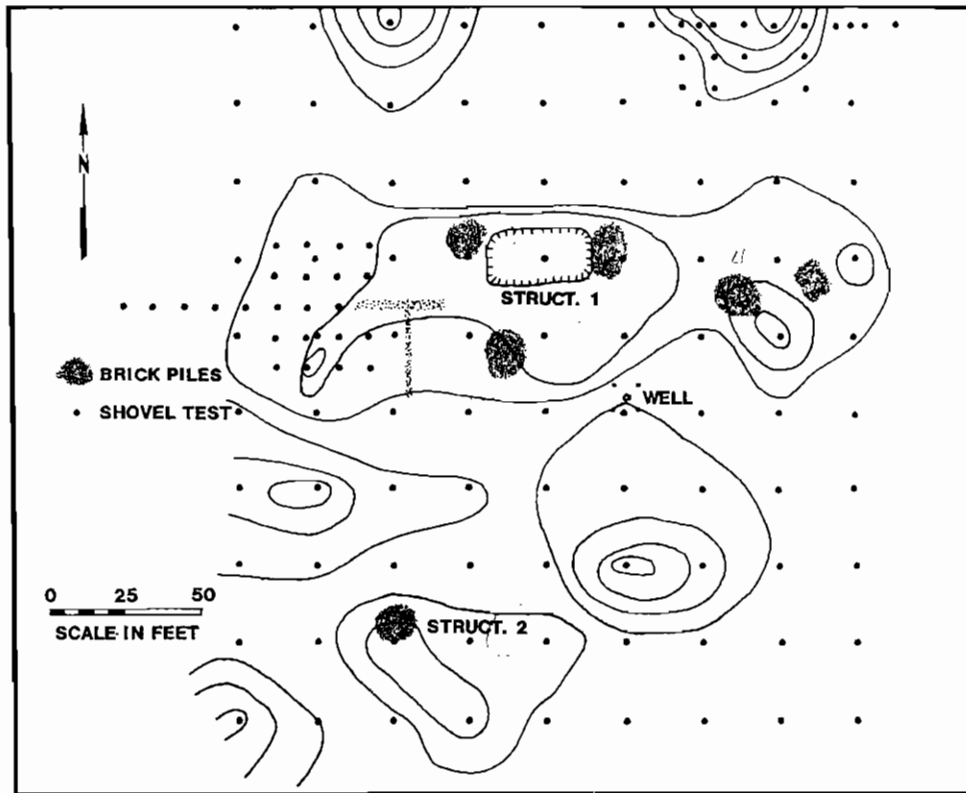 N
STRUCT. 1
BRICK PILES
SHOVEL TEST
WELL
0 25 50
SCALE IN FEET
STRUCT. 2